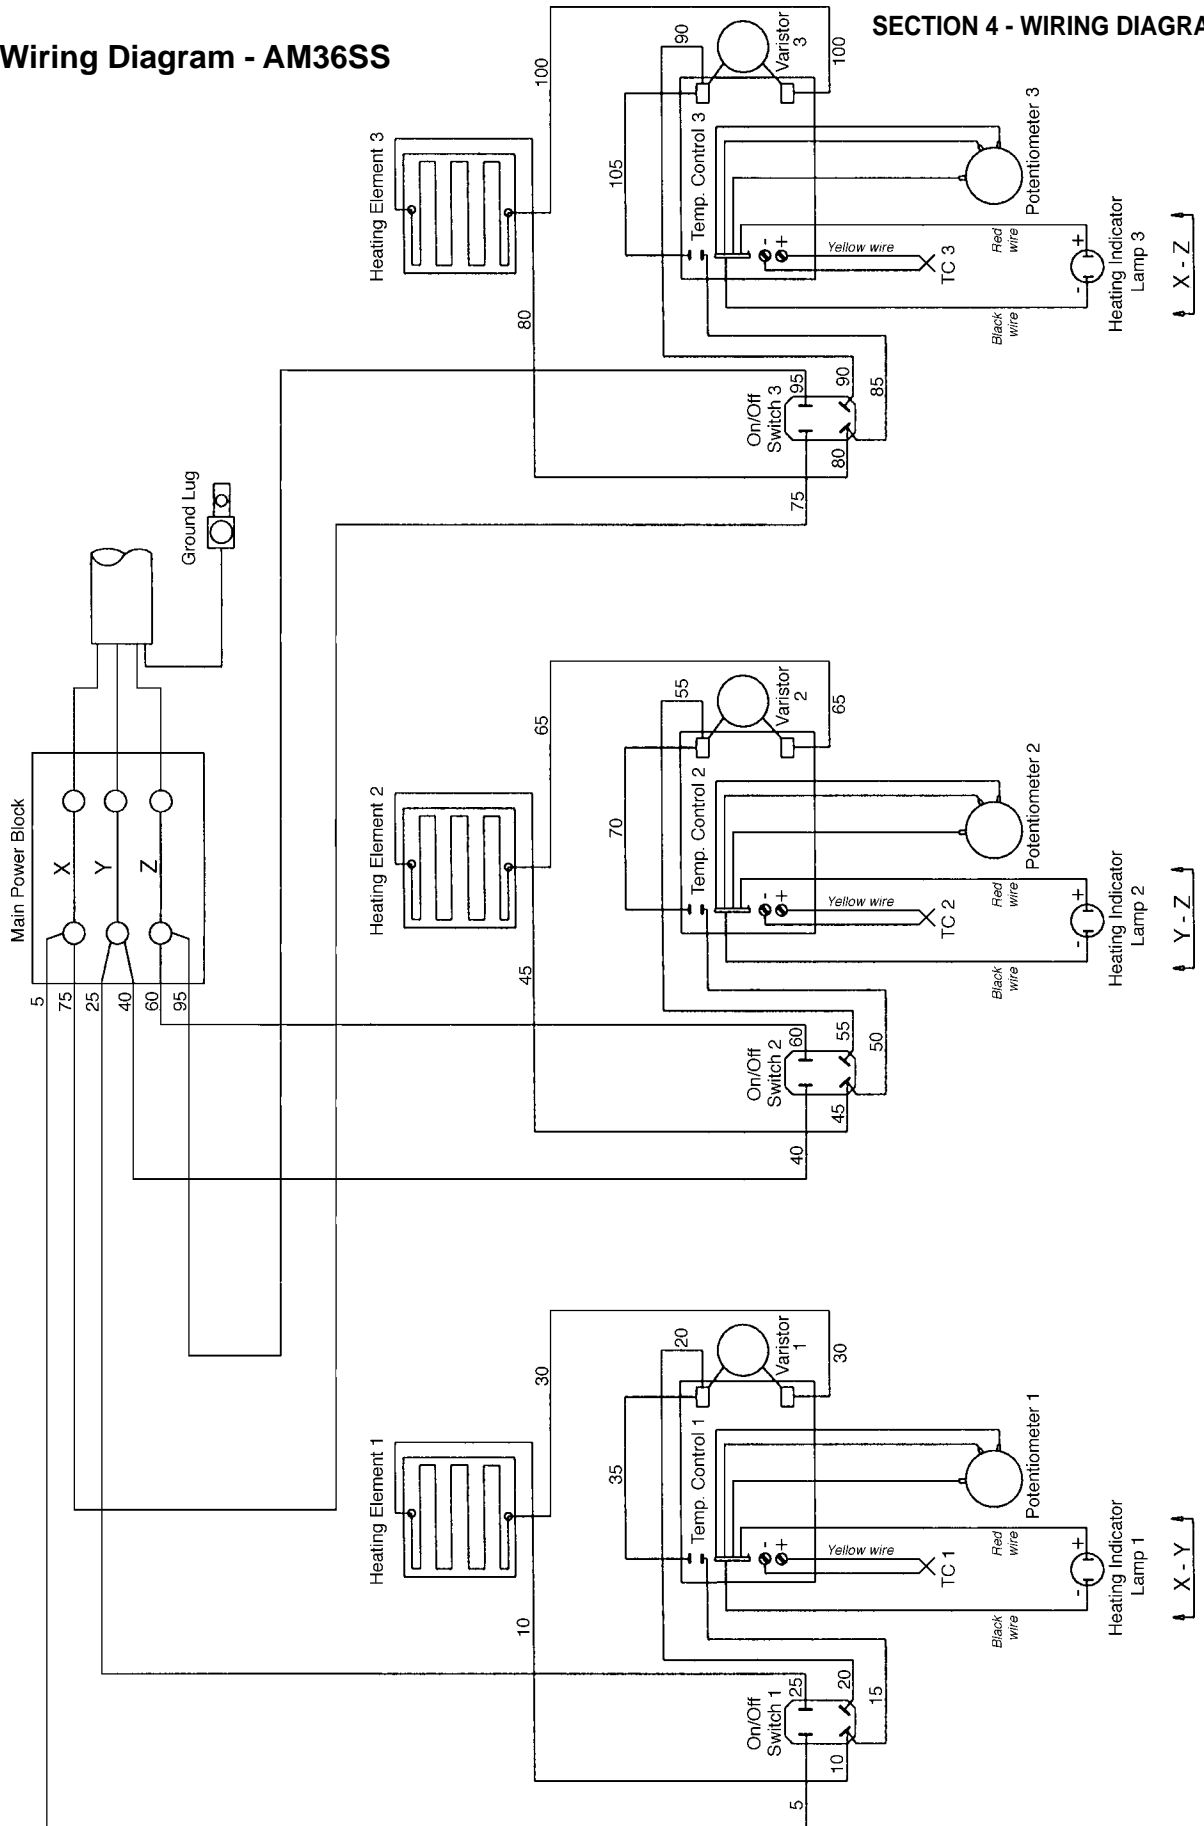 Wiring Diagram - AM36SS
SECTION 4 - WIRING DIAGRA
Main Power Block
X
Y
Z
5
75
25
40
60
95
Ground Lug
Heating Element 3
100
80
90
Varistor
3
100
105
Temp. Control 3
Potentiometer 3
-
+
Yellow wire
TC 3
Red
wire
Black
wire
+
-
Heating Indicator
Lamp 3
X - Z
On/Off
Switch 3
95
90
85
80
75
Heating Element 2
65
45
55
Varistor
2
65
70
Temp. Control 2
Potentiometer 2
-
+
Yellow wire
TC 2
Red
wire
Black
wire
+
-
Heating Indicator
Lamp 2
Y - Z
On/Off
Switch 2
60
55
50
45
40
Heating Element 1
30
10
20
Varistor
1
30
35
Temp. Control 1
Potentiometer 1
-
+
Yellow wire
TC 1
Red
wire
Black
wire
+
-
Heating Indicator
Lamp 1
X - Y
On/Off
Switch 1
25
20
15
10
5